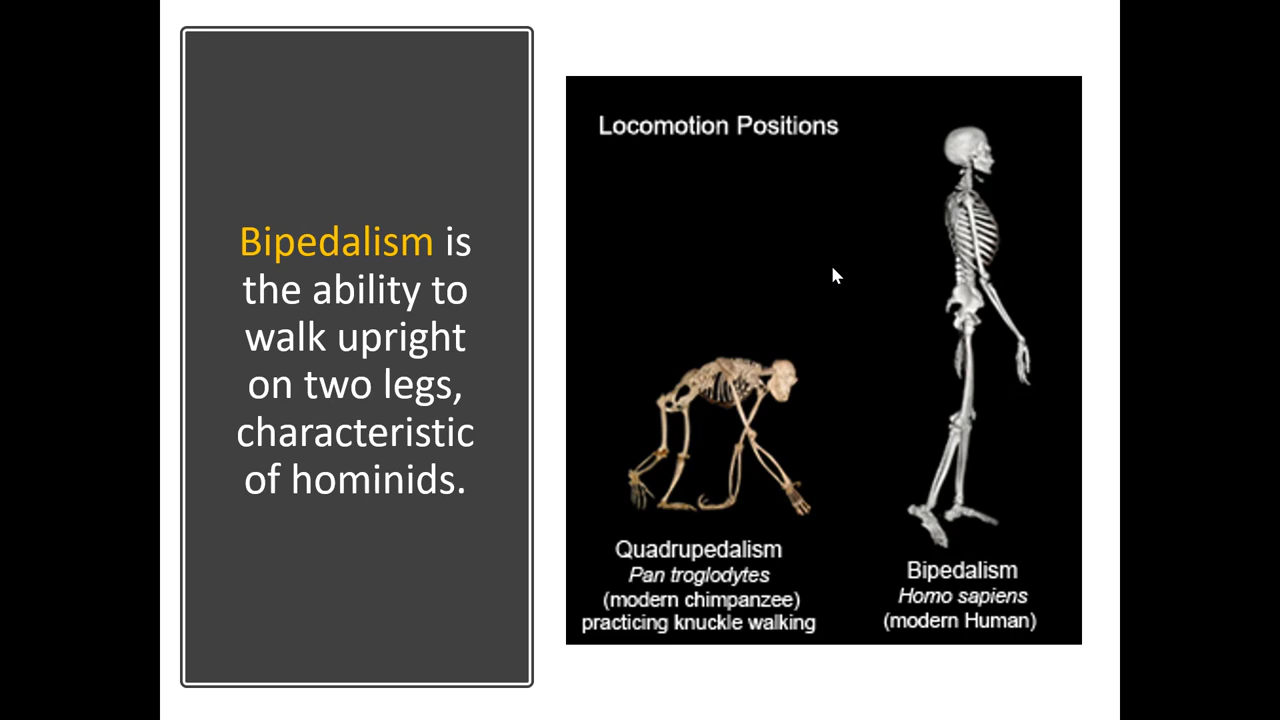 Bipedalism is
the ability to
walk upright
on two legs,
characteristic
of hominids.
Locomotion Positions
Quadrupedalism
Pan troglodytes
(modern chimpanzee)
practicing knuckle walking
Bipedalism
Homo sapiens
(modern Human)